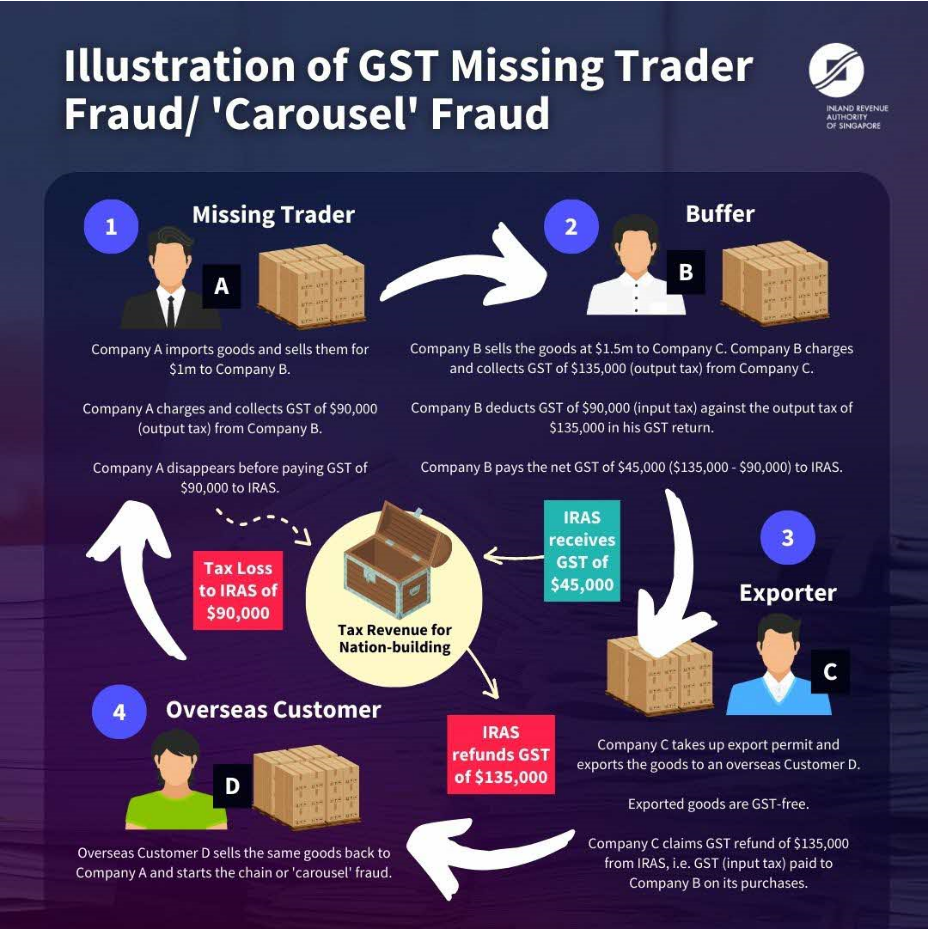 Illustration of GST Missing Trader
Fraud/ 'Carousel' Fraud
INLAND REVENUE
AUTHORITY
OF SINGAPORE
1
Missing Trader
A
Company A imports goods and sells them for
$1m to Company B.
Company A charges and collects GST of $90,000
(output tax) from Company B.
Company A disappears before paying GST of
$90,000 to IRAS.
2
Buffer
B
Company B sells the goods at $1.5m to Company C. Company B charges
and collects GST of $135,000 (output tax) from Company C.
Company B deducts GST of $90,000 (input tax) against the output tax of
$135,000 in his GST return.
Company B pays the net GST of $45,000 ($135,000 - $90,000) to IRAS.
Tax Loss
to IRAS of
$90,000
Tax Revenue for
Nation-building
IRAS
receives
GST of
$45,000
3
Exporter
C
Company C takes up export permit and
exports the goods to an overseas Customer D.
Exported goods are GST-free.
Company C claims GST refund of $135,000
from IRAS, i.e. GST (input tax) paid to
Company B on its purchases.
IRAS
refunds GST
of $135,000
4
Overseas Customer
D
Overseas Customer D sells the same goods back to
Company A and starts the chain or 'carousel' fraud.